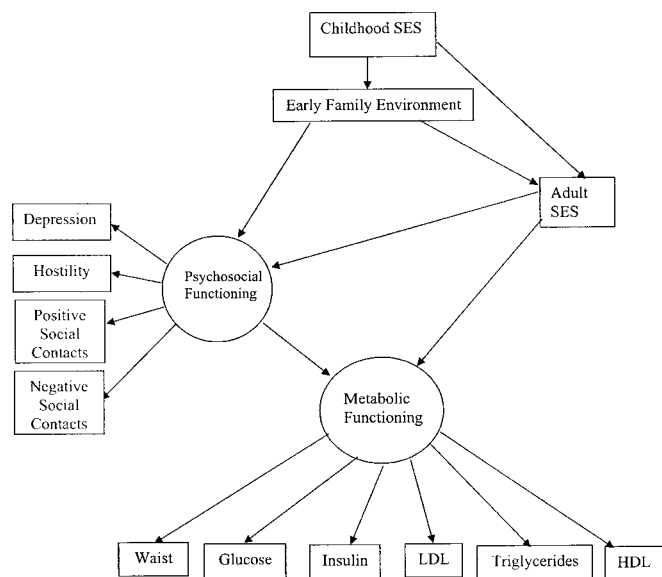 Childhood SES
Early Family Environment
Adult
SES
Depression
Hostility
Positive
Social
Contacts
Negative
Social
Contacts
Psychosocial
Functioning
Metabolic
Functioning
Waist
Glucose
Insulin
LDL
Triglycerides
HDL